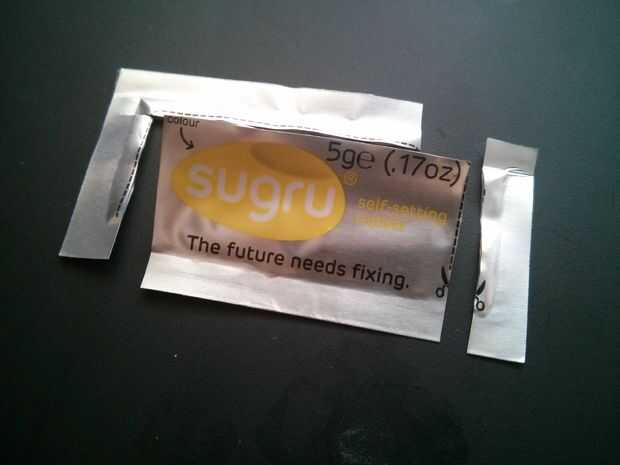 colour
5ge (.17oz)
sugru®
self-setting
rubber
The future needs fixing.